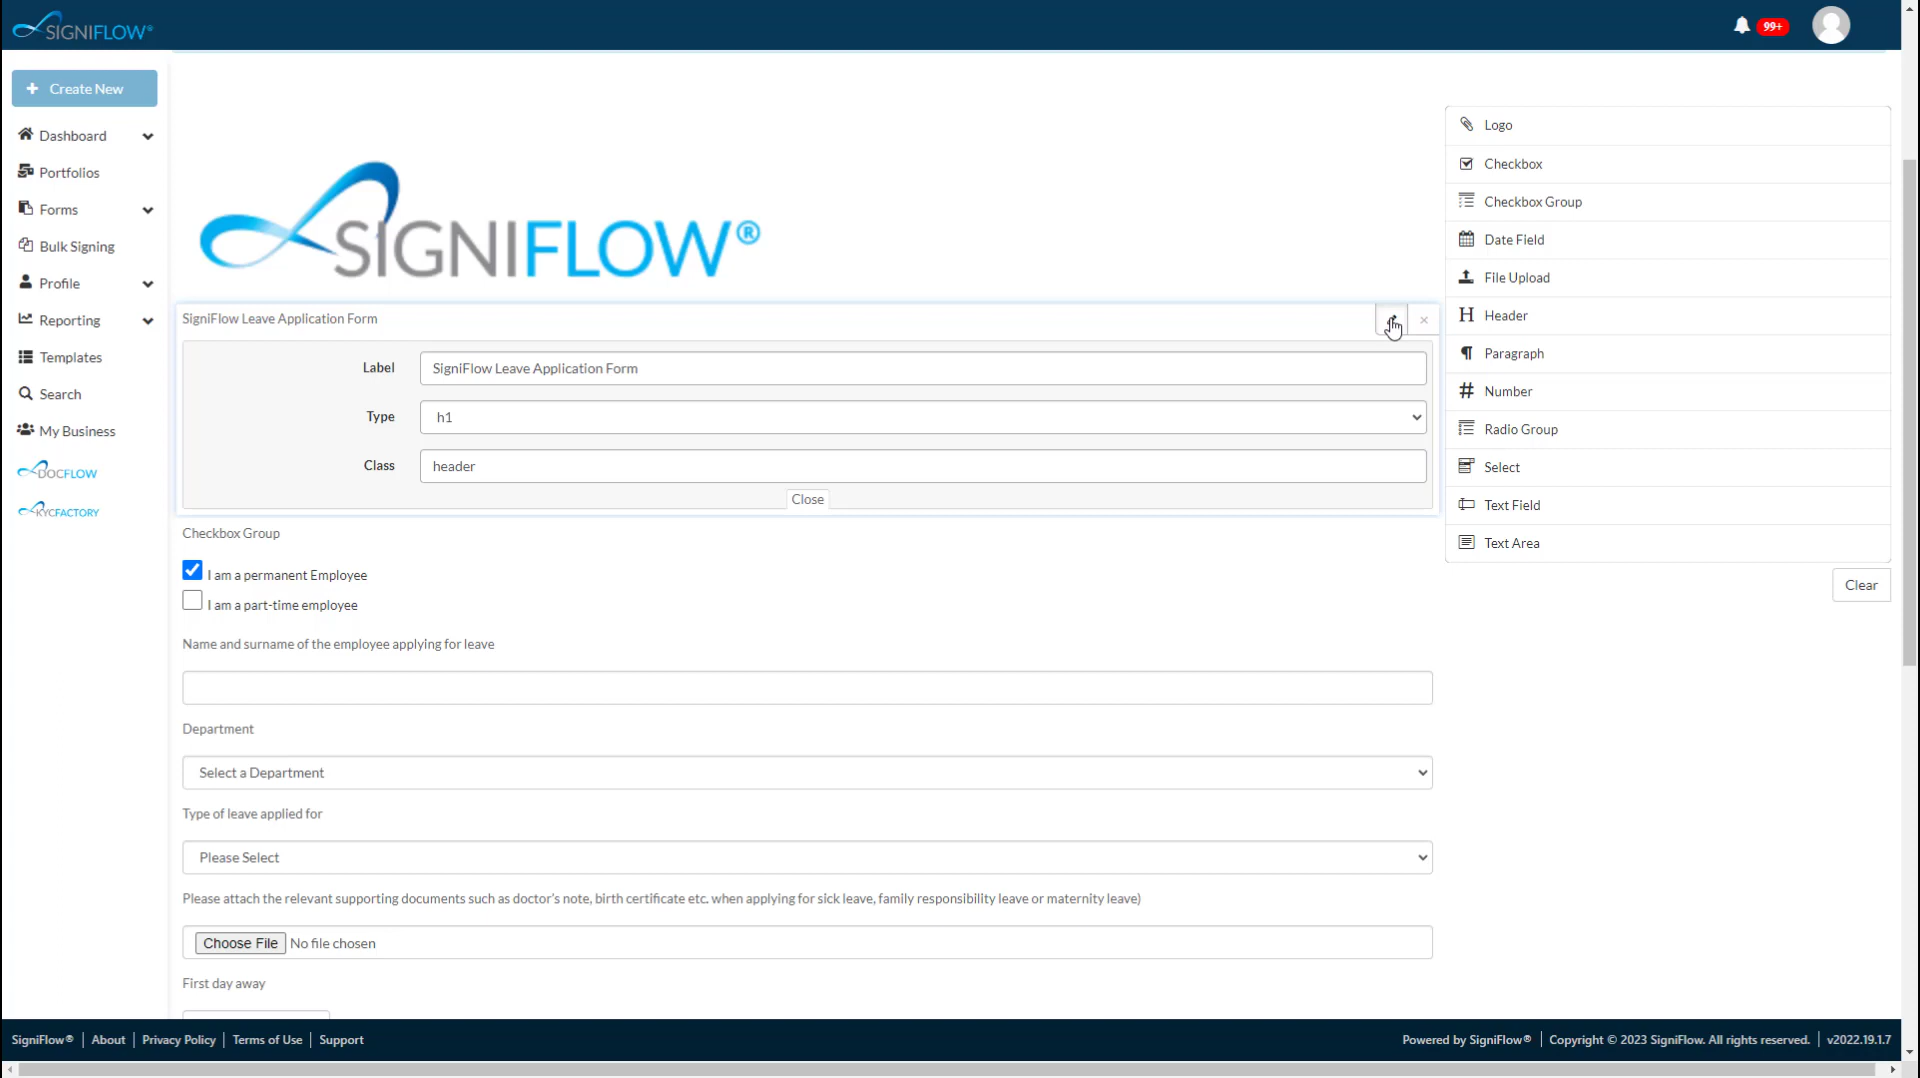 SIGNIFLOW®
99+
+ Create New
Dashboard
Portfolios
Forms
Bulk Signing
Profile
Reporting
Templates
Search
My Business
DOCFLOW
KYCFACTORY
SIGNIFLOW®
SigniFlow Leave Application Form
×
Label
SigniFlow Leave Application Form
Type
h1
Class
header
Close
Checkbox Group
I am a permanent Employee
I am a part-time employee
Name and surname of the employee applying for leave
Department
Select a Department
Type of leave applied for
Please Select
Please attach the relevant supporting documents such as doctor's note, birth certificate etc. when applying for sick leave, family responsibility leave or maternity leave)
Choose File No file chosen
First day away
Logo
Checkbox
Checkbox Group
Date Field
File Upload
H Header
¶ Paragraph
# Number
Radio Group
Select
Text Field
Text Area
Clear
SigniFlow® | About | Privacy Policy | Terms of Use | Support
Powered by SigniFlow® | Copyright © 2023 SigniFlow. All rights reserved. | v2022.19.1.7